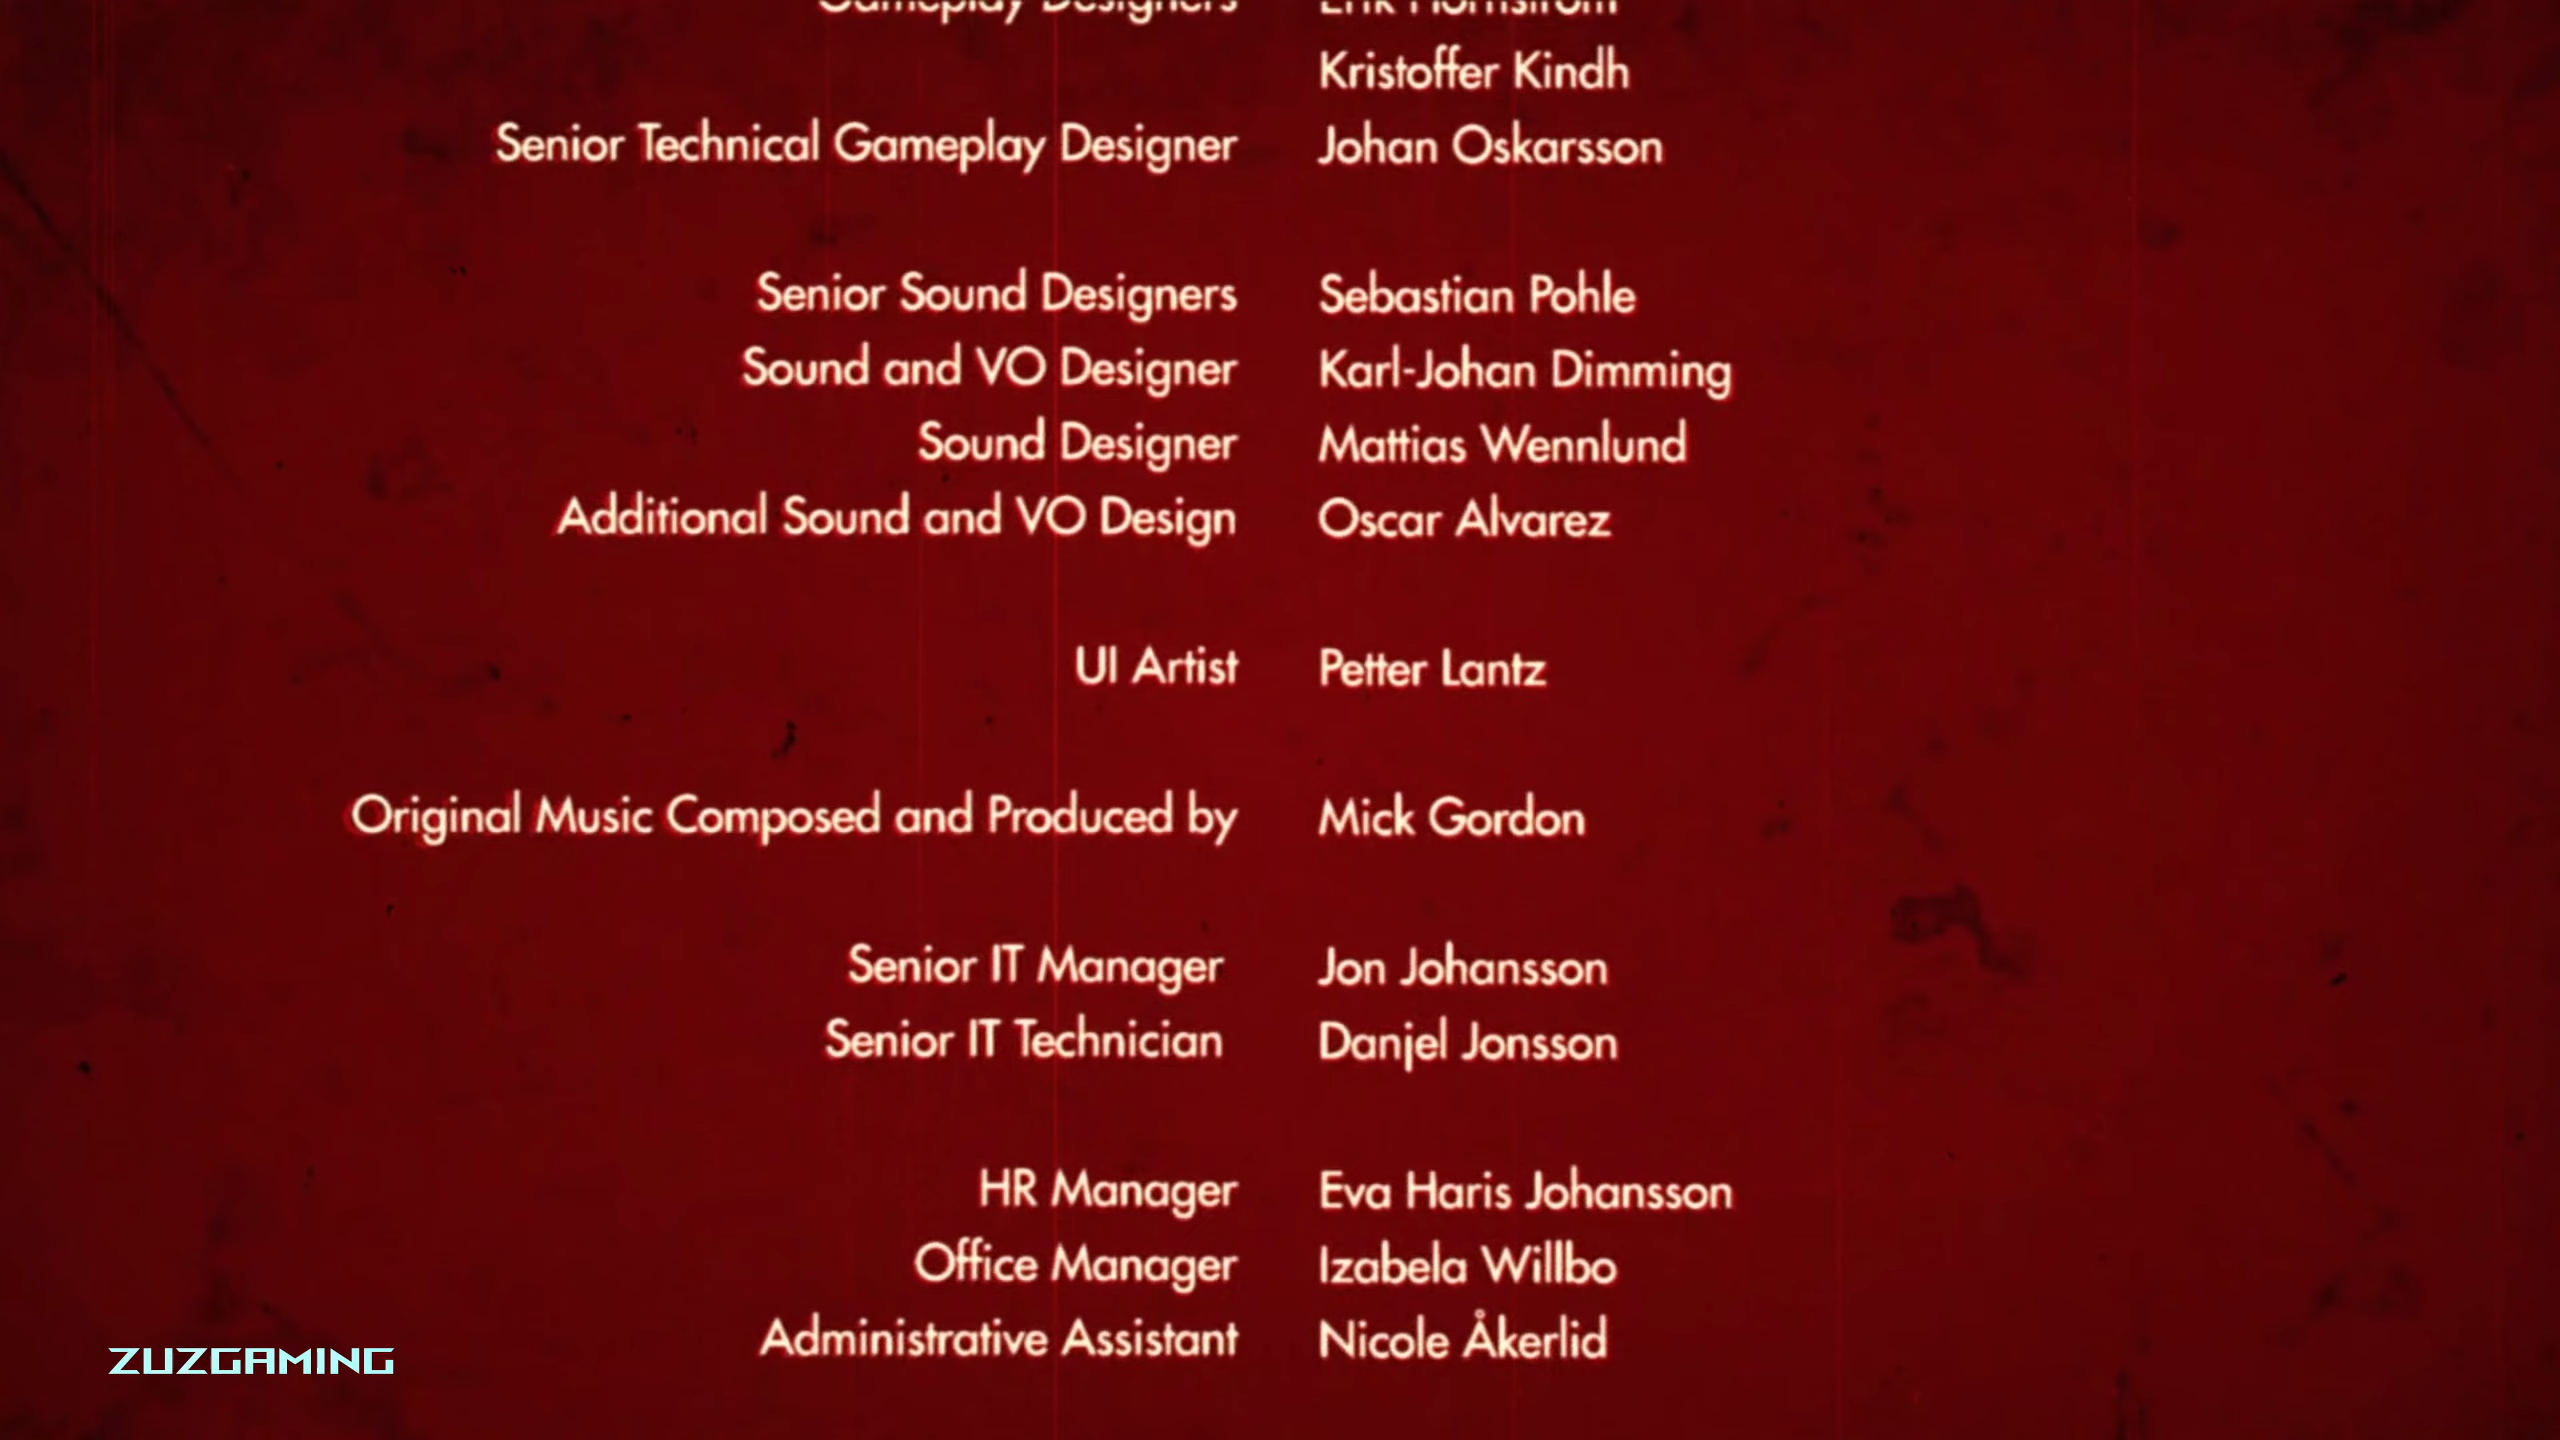 Gameplay Designers Erik
Kristoffer Kindh
Senior Technical Gameplay Designer Johan Oskarsson
Senior Sound Designers Sebastian Pohle
Sound and VO Designer Karl-Johan Dimming
Sound Designer Mattias Wennlund
Additional Sound and VO Design Oscar Alvarez
UI Artist Petter Lantz
Original Music Composed and Produced by Mick Gordon
Senior IT Manager Jon Johansson
Senior IT Technician Danjel Jonsson
HR Manager Eva Haris Johansson
Office Manager Izabela Willbo
Administrative Assistant Nicole Åkerlid
ZUZGAMING